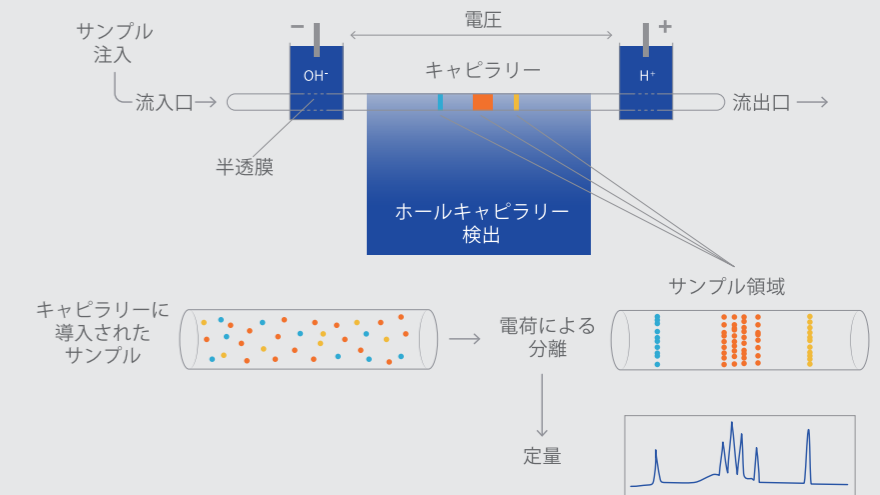 サンプル
注入
−
電圧
+
OH-
キャピラリー
H+
流入口
流出口
半透膜
ホールキャピラリー
検出
サンプル領域
キャピラリーに
導入された
サンプル
電荷による
分離
定量